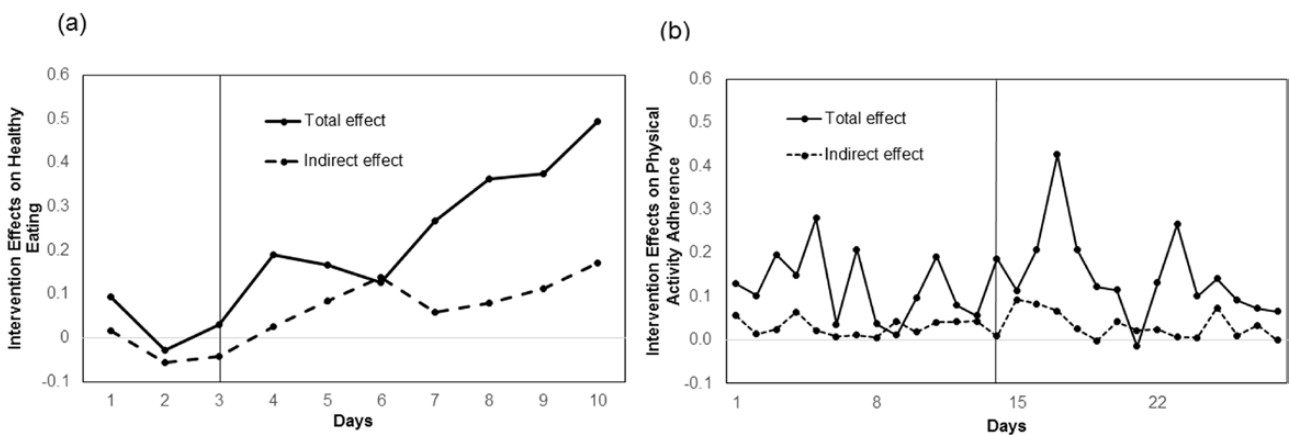 (a)
Intervention Effects on Healthy
Eating
0.6
0.5
0.4
0.3
0.2
0.1
0
-0.1
Total effect
Indirect effect
1 2 3 4 5 6 7 8 9 10
Days
(b)
Intervention Effects on Physical
Activity Adherence
0.6
0.5
0.4
0.3
0.2
0.1
0.0
-0.1
Total effect
Indirect effect
1 8 15 22
Days